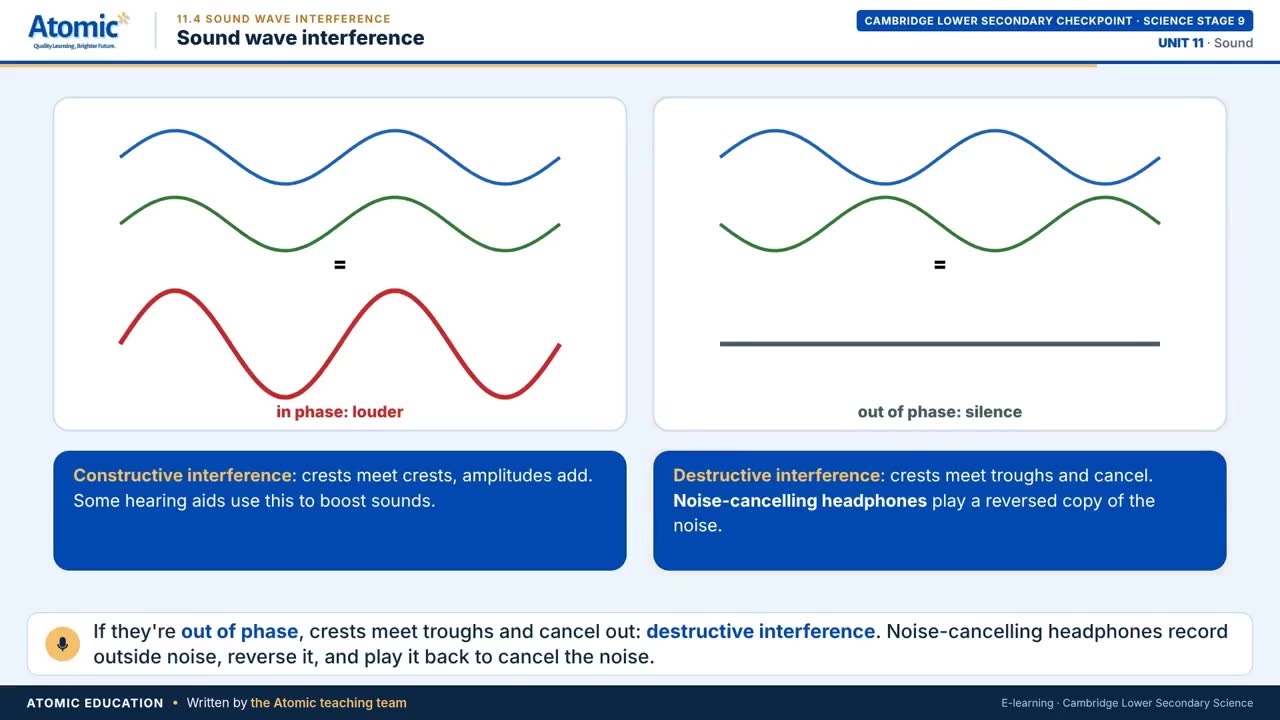 Atomic
Quality Learning, Brighter Future.
11.4 SOUND WAVE INTERFERENCE
Sound wave interference
CAMBRIDGE LOWER SECONDARY CHECKPOINT · SCIENCE STAGE 9
UNIT 11 · Sound
=
in phase: louder
=
out of phase: silence
Constructive interference: crests meet crests, amplitudes add.
Some hearing aids use this to boost sounds.
Destructive interference: crests meet troughs and cancel.
Noise-cancelling headphones play a reversed copy of the
noise.
If they're out of phase, crests meet troughs and cancel out: destructive interference. Noise-cancelling headphones record
outside noise, reverse it, and play it back to cancel the noise.
ATOMIC EDUCATION • Written by the Atomic teaching team
E-learning · Cambridge Lower Secondary Science